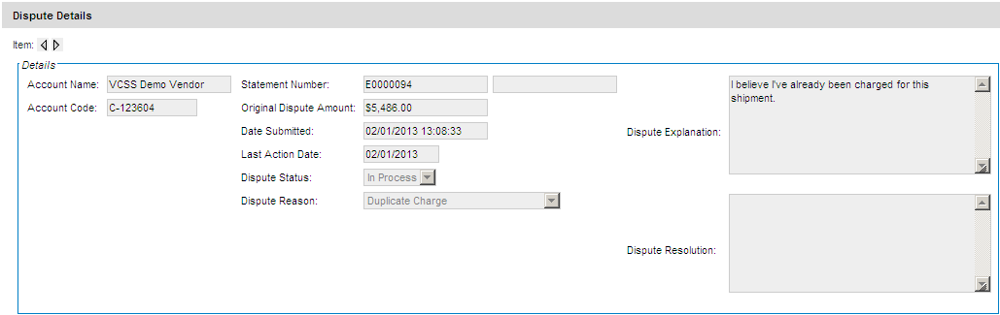 Dispute Details
Item:
Details
Account Name: VCSS Demo Vendor
Account Code: C-123604
Statement Number: E0000094
Original Dispute Amount: $5,486.00
Date Submitted: 02/01/2013 13:08:33
Last Action Date: 02/01/2013
Dispute Status: In Process
Dispute Reason: Duplicate Charge
Dispute Explanation:
I believe I've already been charged for this
shipment.
Dispute Resolution: